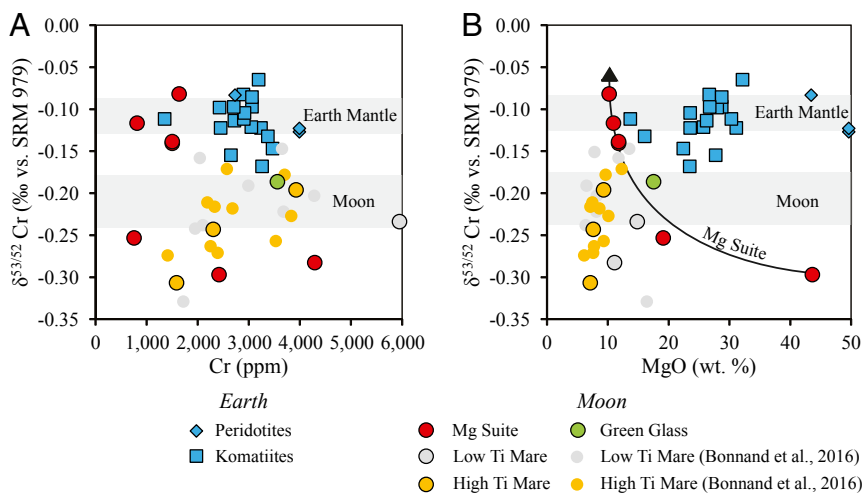 A
B
0.00
-0.05
-0.10
-0.15
-0.20
-0.25
-0.30
-0.35
δ53/52 Cr (‰ vs. SRM 979)
Earth Mantle
Moon
0 1,000 2,000 3,000 4,000 5,000 6,000
Cr (ppm)
0.00
-0.05
-0.10
-0.15
-0.20
-0.25
-0.30
-0.35
δ53/52 Cr (‰ vs. SRM 979)
Earth Mantle
Moon
Mg Suite
0 10 20 30 40 50
MgO (wt. %)
Earth
Peridotites
Komatiites
Moon
Mg Suite
Low Ti Mare
High Ti Mare
Green Glass
Low Ti Mare (Bonnand et al., 2016)
High Ti Mare (Bonnand et al., 2016)